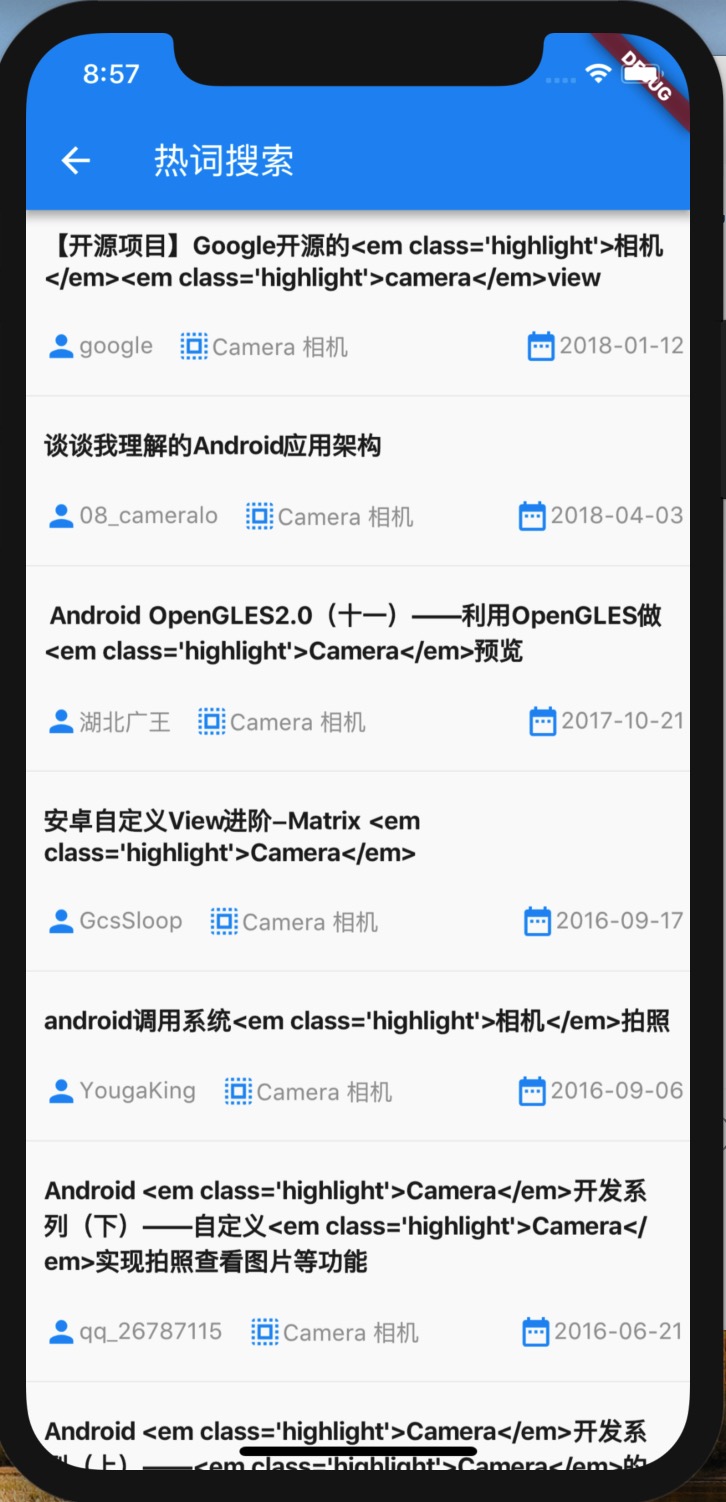 8:57
DEBUG
热词搜索
【开源项目】Google开源的<em class='highlight'>相机
</em><em class='highlight'>camera</em>view
google Camera 相机 2018-01-12
谈谈我理解的Android应用架构
08_cameralo Camera 相机 2018-04-03
Android OpenGLES2.0（十一）——利用OpenGLES做
<em class='highlight'>Camera</em>预览
湖北广王 Camera 相机 2017-10-21
安卓自定义View进阶–Matrix <em
class='highlight'>Camera</em>
GcsSloop Camera 相机 2016-09-17
android调用系统<em class='highlight'>相机</em>拍照
YougaKing Camera 相机 2016-09-06
Android <em class='highlight'>Camera</em>开发系
列（下）——自定义<em class='highlight'>Camera</
em>实现拍照查看图片等功能
qq_26787115 Camera 相机 2016-06-21
Android <em class='highlight'>Camera</em>开发系
列（上）——<em class='highlight'>Camera</em>的